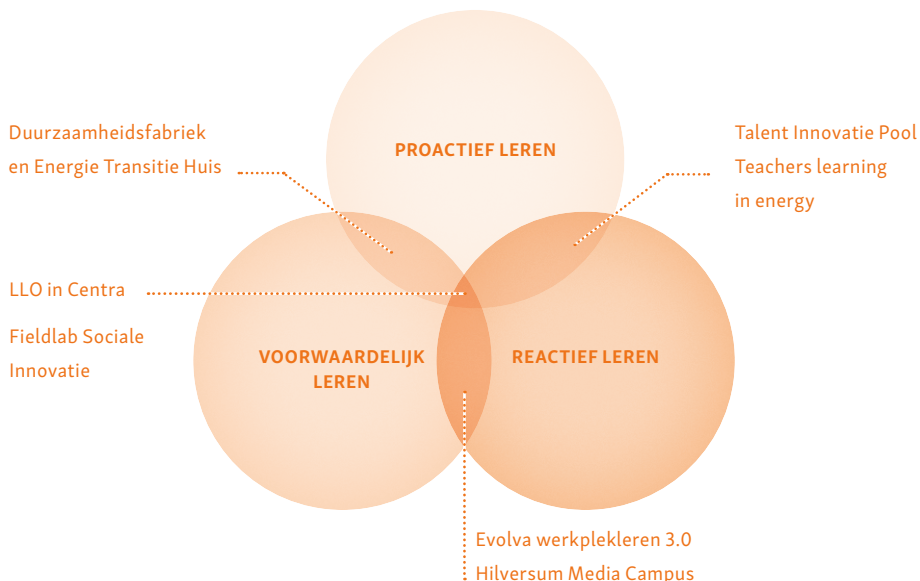 PROACTIEF LEREN
Duurzaamheidsfabriek
en Energie Transitie Huis
Talent Innovatie Pool
Teachers learning
in energy
LLO in Centra
Fieldlab Sociale
Innovatie
VOORWAARDELIJK
LEREN
REACTIEF LEREN
Evolva werkplekleren 3.0
Hilversum Media Campus